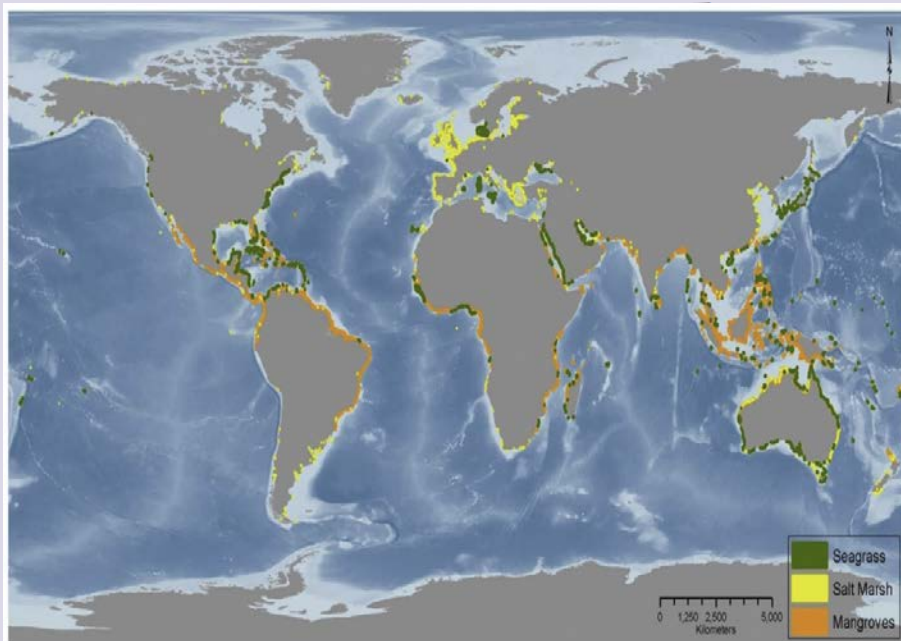 N
Seagrass
Salt Marsh
Mangroves
0 1,250 2,500 5,000
Kilometers